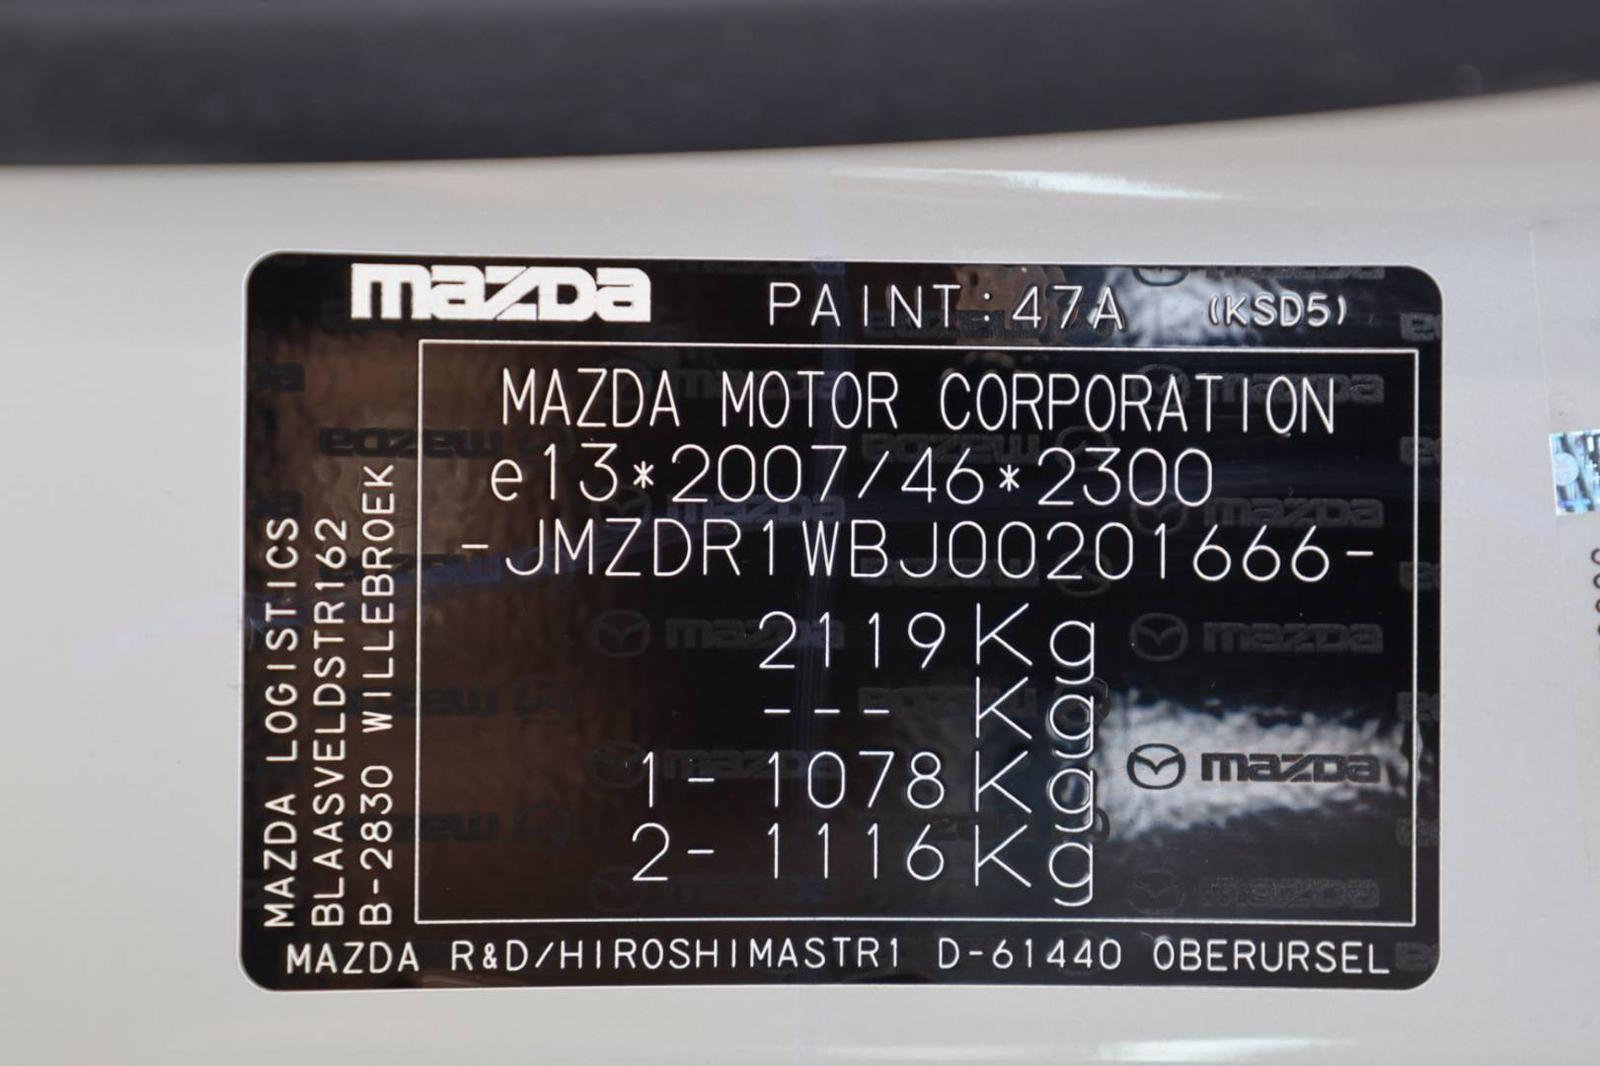 mazda PAINT:47A (KSD5)
MAZDA MOTOR CORPORATION
e13*2007/46*2300
-JMZDR1WBJ00201666-
2119Kg
--- Kg
1-1078Kg
2-1116Kg
MAZDA LOGISTICS
BLAASVELDSTR162
B-2830 WILLEBROEK
MAZDA R&D/HIROSHIMASTR1 D-61440 OBERURSEL
mazda